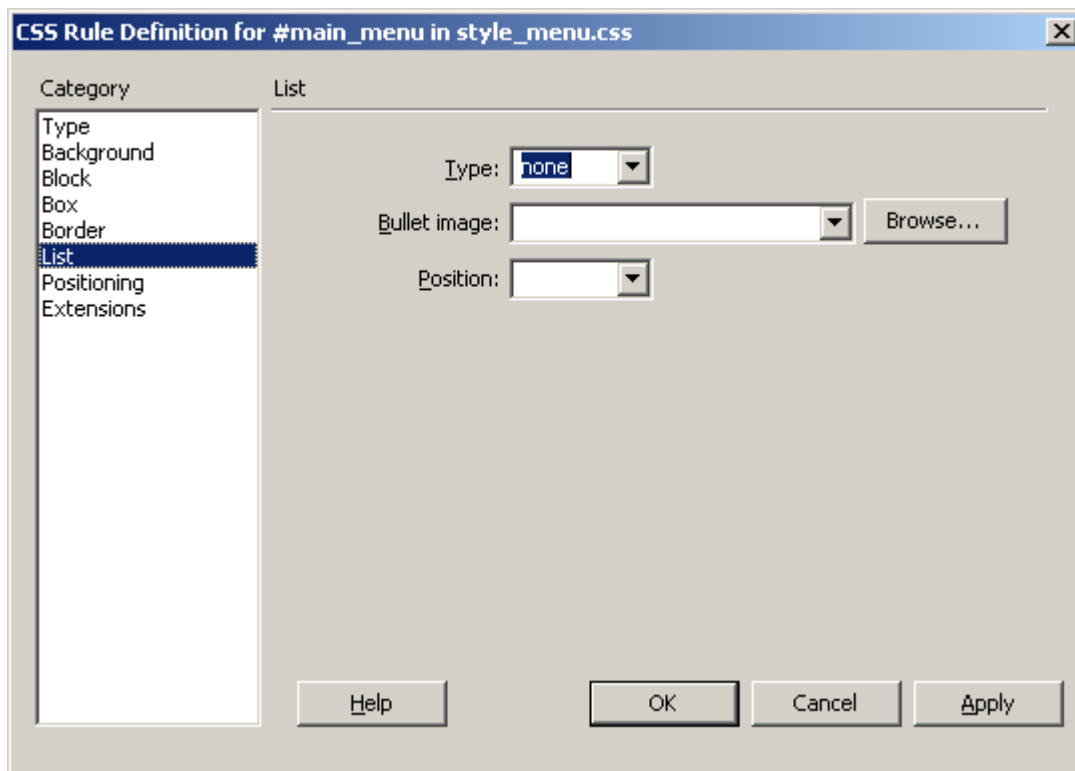 CSS Rule Definition for #main_menu in style_menu.css
Category
List
Type
Background
Block
Box
Border
List
Positioning
Extensions
Type: none
Bullet image: Browse...
Position:
Help OK Cancel Apply